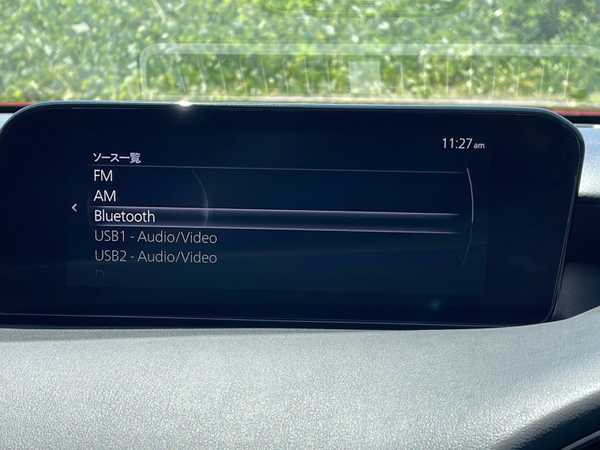 11:27am
ソース一覧
FM
AM
Bluetooth
USB1 - Audio/Video
USB2 - Audio/Video